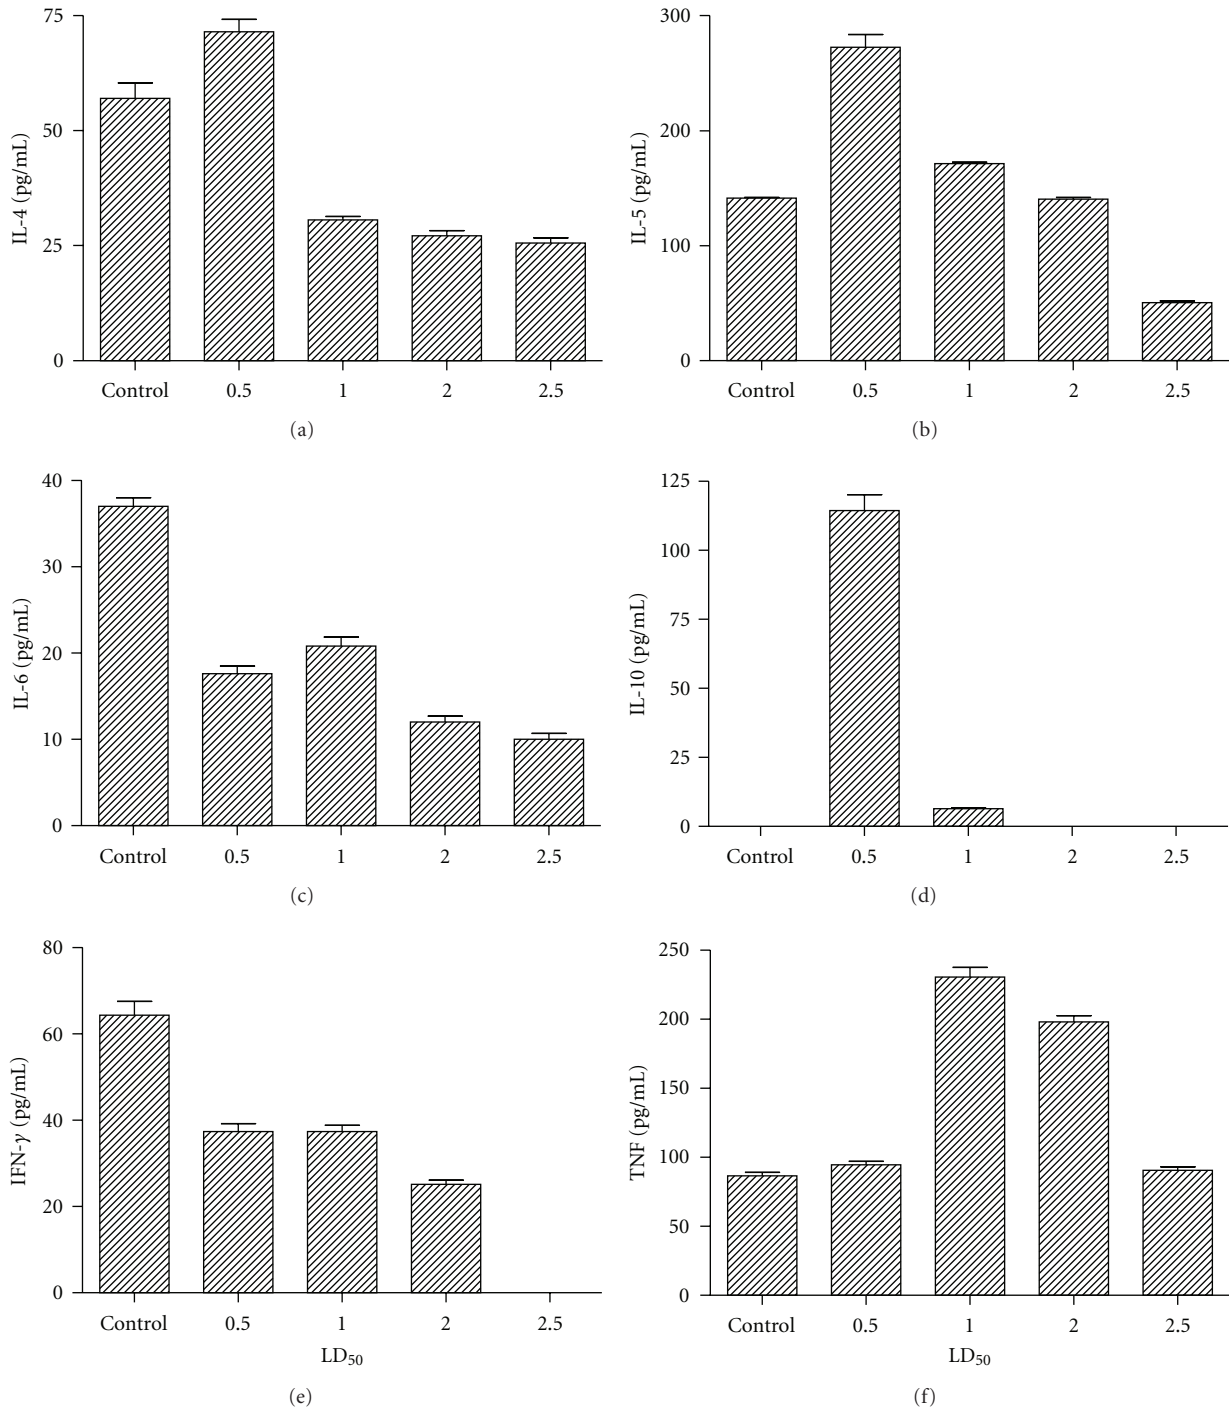 75
50
25
0
IL-4 (pg/mL)
Control 0.5 1 2 2.5
(a)
300
200
100
0
IL-5 (pg/mL)
Control 0.5 1 2 2.5
(b)
40
30
20
10
0
IL-6 (pg/mL)
Control 0.5 1 2 2.5
(c)
125
100
75
50
25
0
IL-10 (pg/mL)
Control 0.5 1 2 2.5
(d)
80
60
40
20
0
IFN-γ (pg/mL)
Control 0.5 1 2 2.5
LD50
(e)
250
200
150
100
50
0
TNF (pg/mL)
Control 0.5 1 2 2.5
LD50
(f)